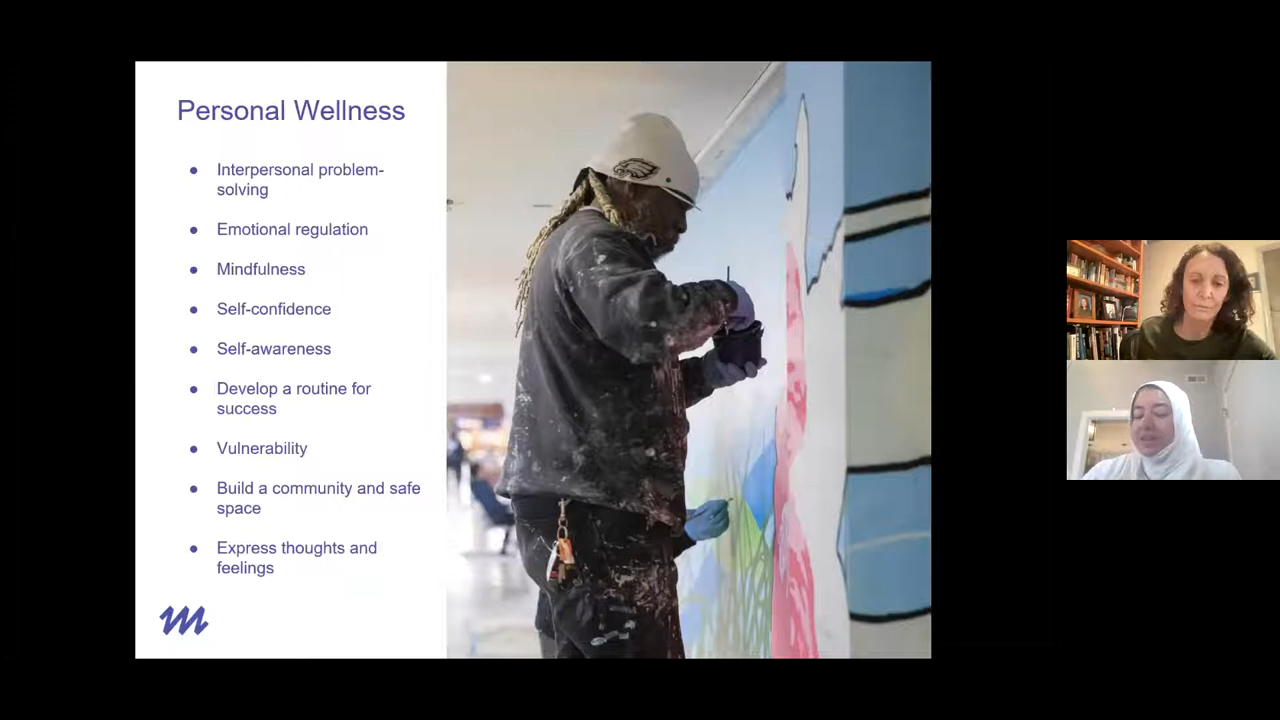 Personal Wellness
● Interpersonal problem-
solving
● Emotional regulation
● Mindfulness
● Self-confidence
● Self-awareness
● Develop a routine for
success
● Vulnerability
● Build a community and safe
space
● Express thoughts and
feelings